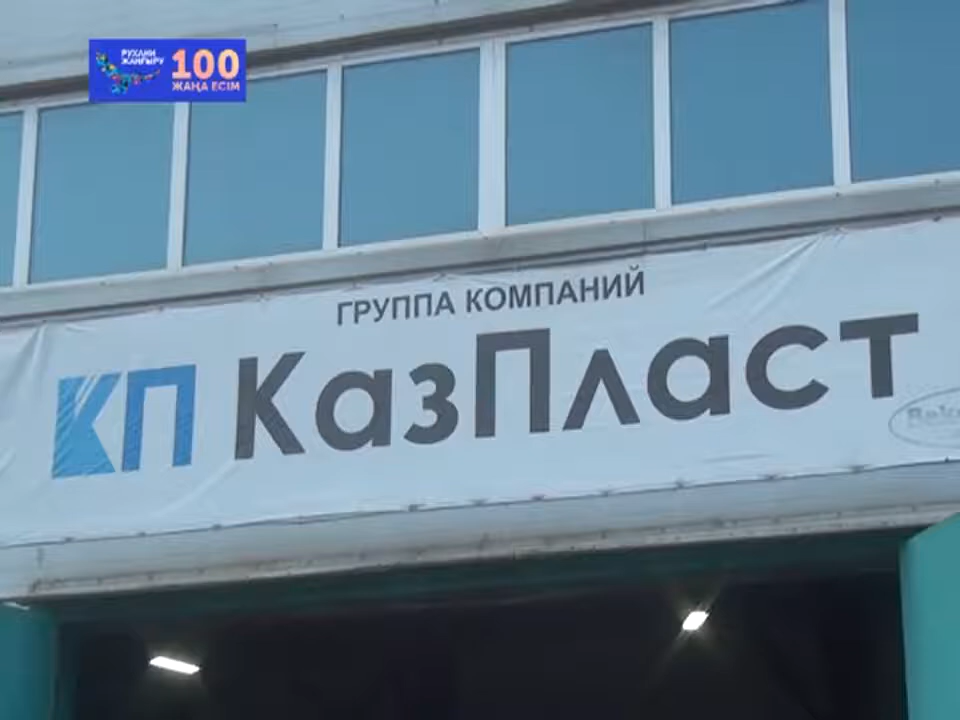 РУХАНИ
ЖАҢҒЫРУ
100
ЖАҢА ЕСІМ
ГРУППА КОМПАНИЙ
КП КазПласт